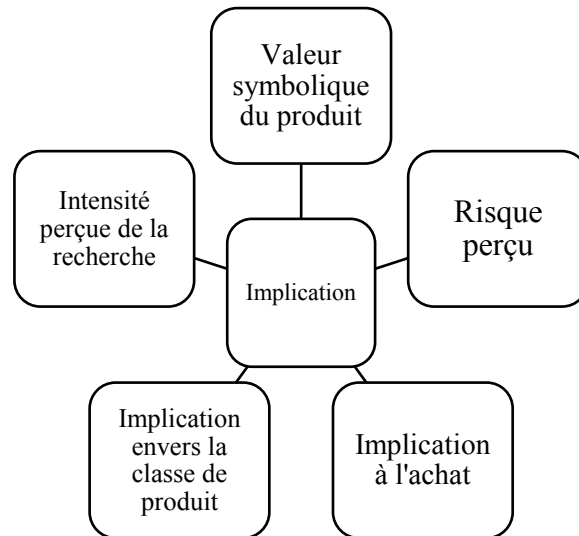 Valeur
symbolique
du produit
Intensité
perçue de la
recherche
Risque
perçu
Implication
Implication
envers la
classe de
produit
Implication
à l'achat